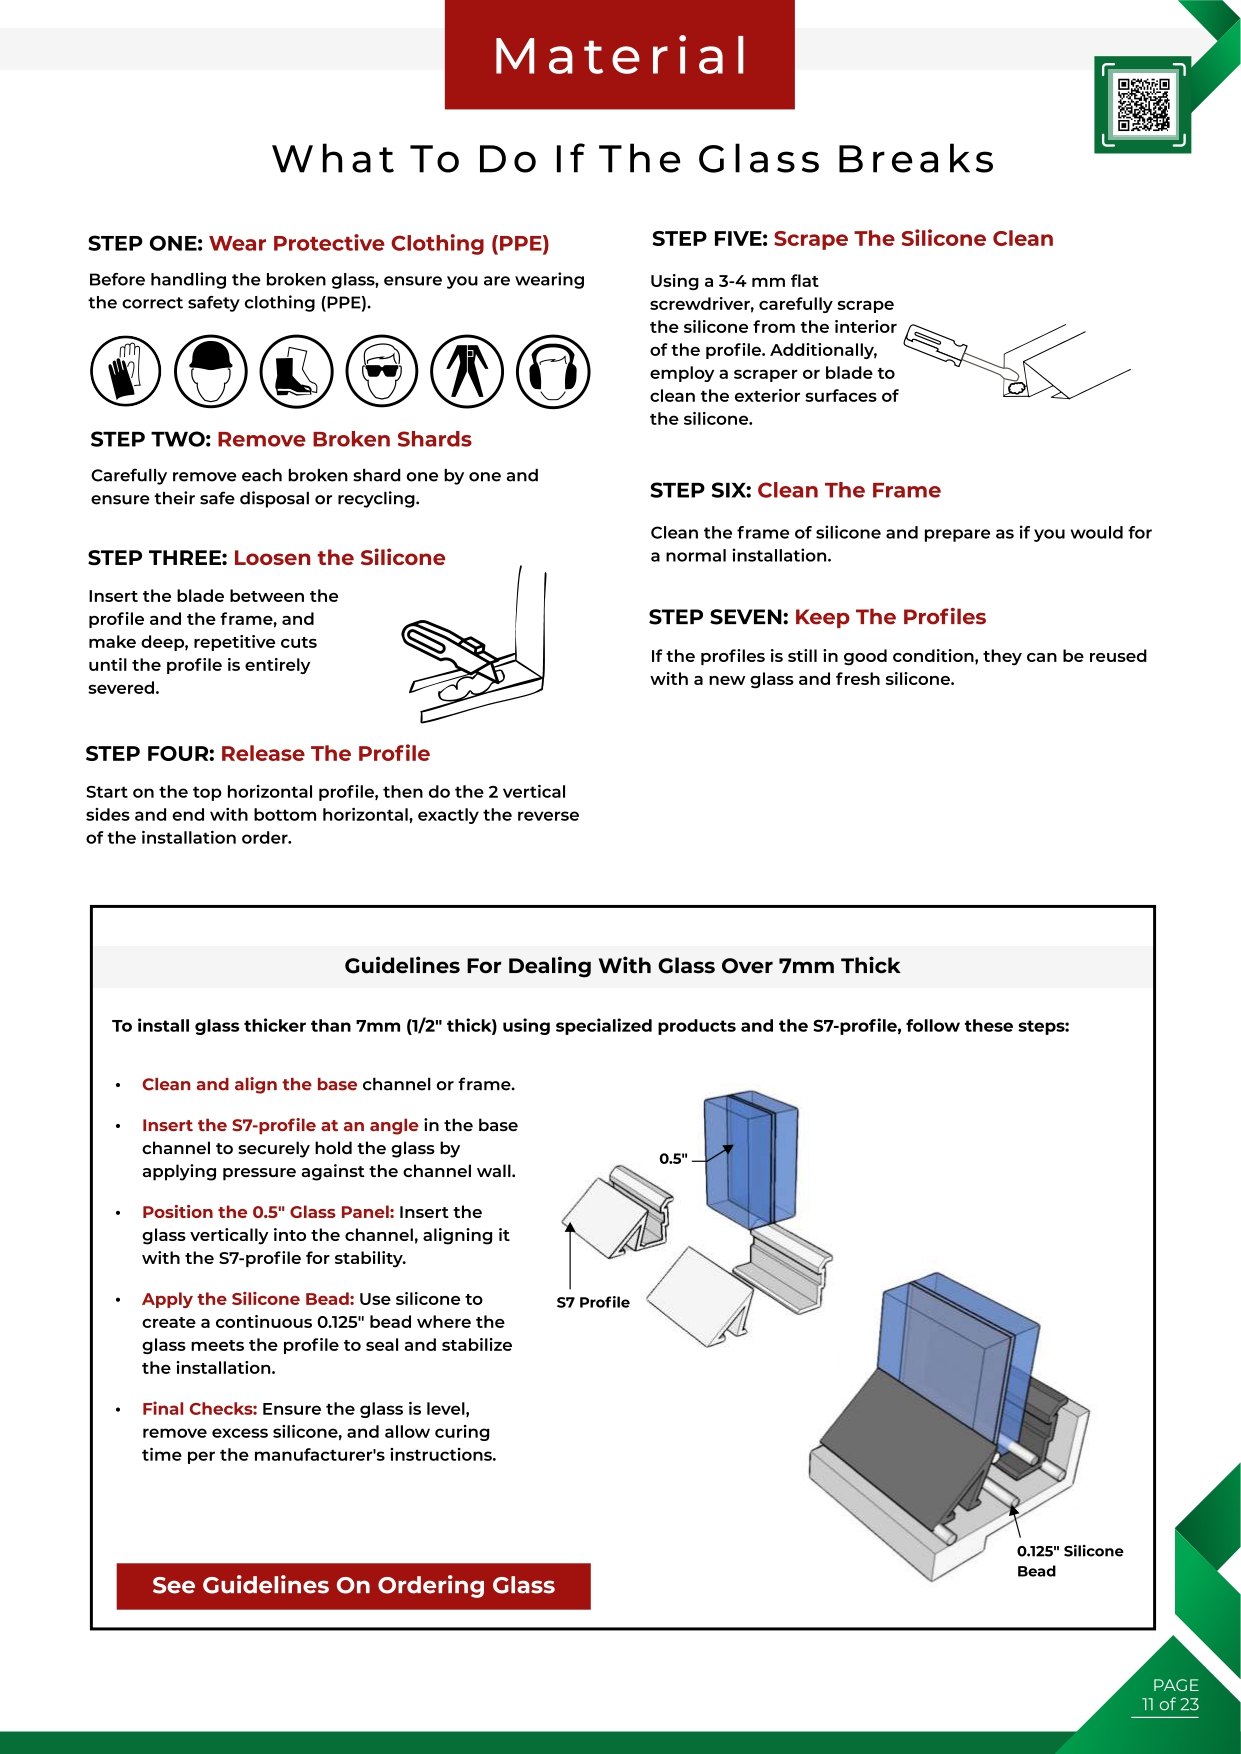 Material
What To Do If The Glass Breaks
STEP ONE: Wear Protective Clothing (PPE)
Before handling the broken glass, ensure you are wearing
the correct safety clothing (PPE).
STEP TWO: Remove Broken Shards
Carefully remove each broken shard one by one and
ensure their safe disposal or recycling.
STEP THREE: Loosen the Silicone
Insert the blade between the
profile and the frame, and
make deep, repetitive cuts
until the profile is entirely
severed.
STEP FOUR: Release The Profile
Start on the top horizontal profile, then do the 2 vertical
sides and end with bottom horizontal, exactly the reverse
of the installation order.
STEP FIVE: Scrape The Silicone Clean
Using a 3-4 mm flat
screwdriver, carefully scrape
the silicone from the interior
of the profile. Additionally,
employ a scraper or blade to
clean the exterior surfaces of
the silicone.
STEP SIX: Clean The Frame
Clean the frame of silicone and prepare as if you would for
a normal installation.
STEP SEVEN: Keep The Profiles
If the profiles is still in good condition, they can be reused
with a new glass and fresh silicone.
Guidelines For Dealing With Glass Over 7mm Thick
To install glass thicker than 7mm (1/2" thick) using specialized products and the S7-profile, follow these steps:
• Clean and align the base channel or frame.
• Insert the S7-profile at an angle in the base
channel to securely hold the glass by
applying pressure against the channel wall.
• Position the 0.5" Glass Panel: Insert the
glass vertically into the channel, aligning it
with the S7-profile for stability.
• Apply the Silicone Bead: Use silicone to
create a continuous 0.125" bead where the
glass meets the profile to seal and stabilize
the installation.
• Final Checks: Ensure the glass is level,
remove excess silicone, and allow curing
time per the manufacturer's instructions.
0.5"
S7 Profile
0.125" Silicone
Bead
See Guidelines On Ordering Glass
PAGE
11 of 23